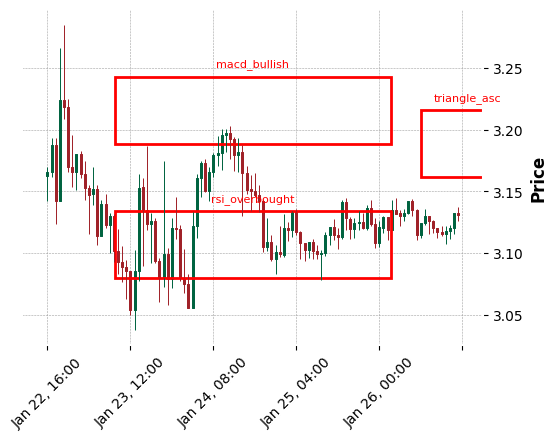 macd_bullish
triangle_asc
rsi_overbought
3.25
3.20
3.15
3.10
3.05
Price
Jan 22, 16:00
Jan 23, 12:00
Jan 24, 08:00
Jan 25, 04:00
Jan 26, 00:00